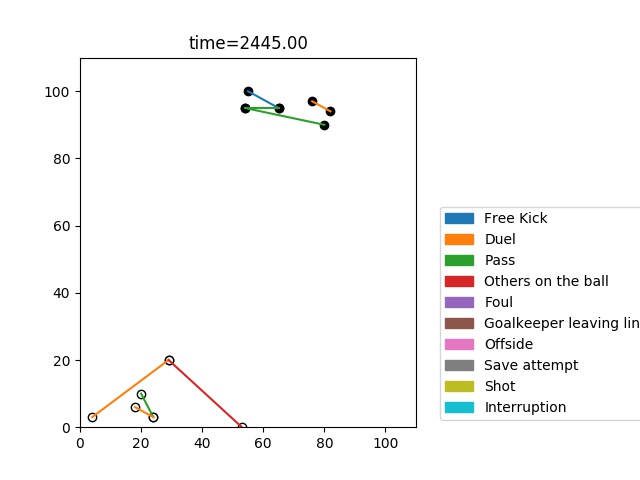 time=2445.00
100
80
60
40
20
0
0 20 40 60 80 100
Free Kick
Duel
Pass
Others on the ball
Foul
Goalkeeper leaving lin
Offside
Save attempt
Shot
Interruption